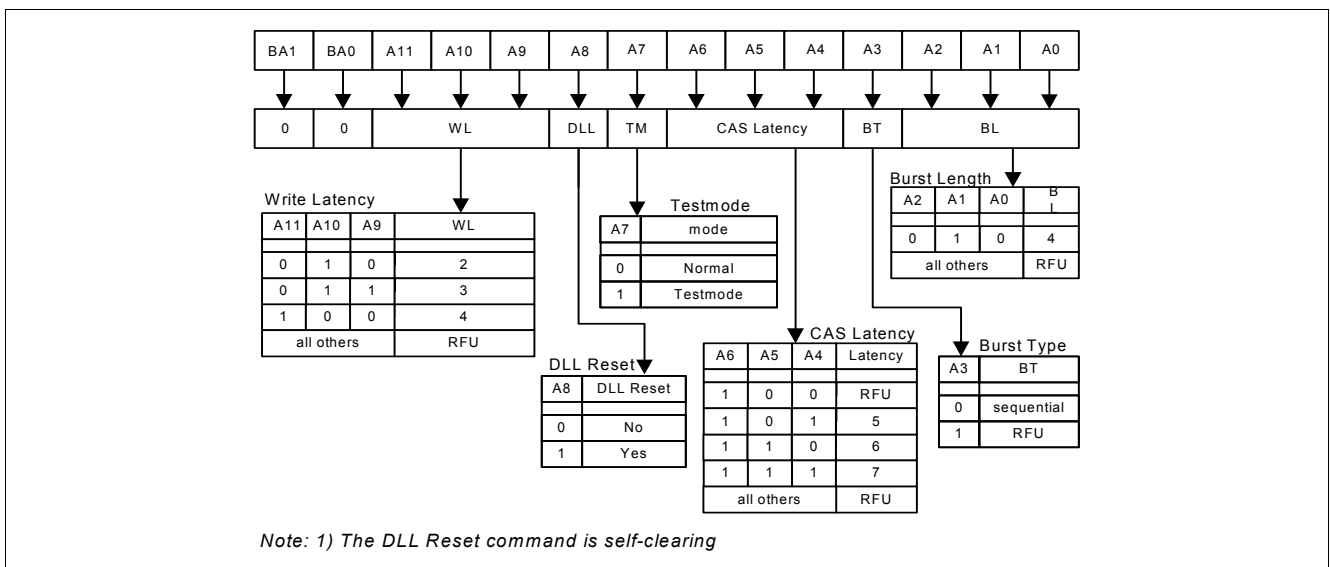 BA1 BA0 A11 A10 A9 A8 A7 A6 A5 A4 A3 A2 A1 A0
0 0 WL DLL TM CAS Latency BT BL
Write Latency
A11 A10 A9 WL
0 1 0 2
0 1 1 3
1 0 0 4
all others RFU
DLL Reset
A8 DLL Reset
0 No
1 Yes
Testmode
A7 mode
0 Normal
1 Testmode
CAS Latency
A6 A5 A4 Latency
1 0 0 RFU
1 0 1 5
1 1 0 6
1 1 1 7
all others RFU
Burst Length
A2 A1 A0 B
L
0 1 0 4
all others RFU
Burst Type
A3 BT
0 sequential
1 RFU
Note: 1) The DLL Reset command is self-clearing